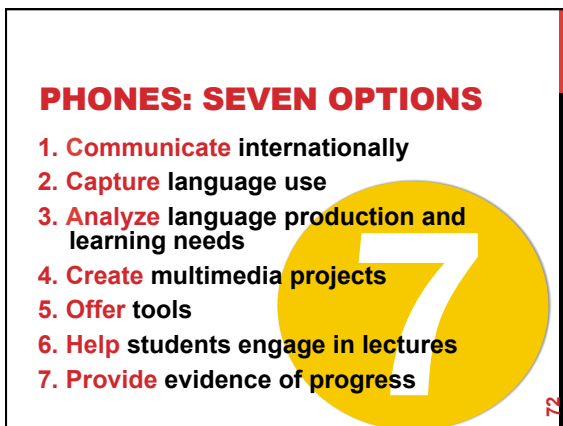 PHONES: SEVEN OPTIONS
1. Communicate internationally
2. Capture language use
3. Analyze language production and
learning needs
4. Create multimedia projects
5. Offer tools
6. Help students engage in lectures
7. Provide evidence of progress
7
72